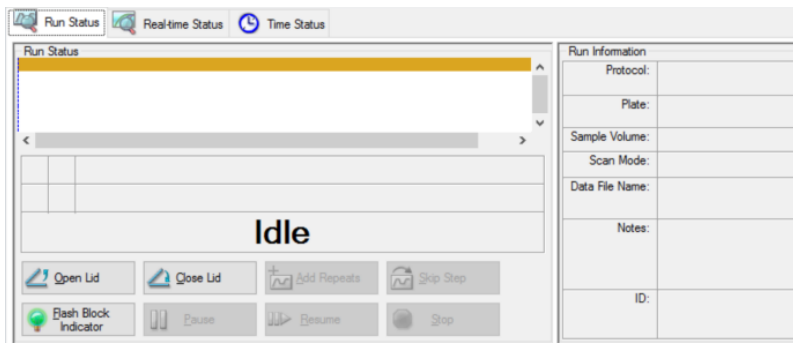 Run Status Real-time Status Time Status
Run Status
Run Information
Protocol:
Plate:
Sample Volume:
Scan Mode:
Data File Name:
Notes:
ID:
Idle
Open Lid Close Lid Add Repeats Skip Step
Flash Block
Indicator
Pause Resume Stop